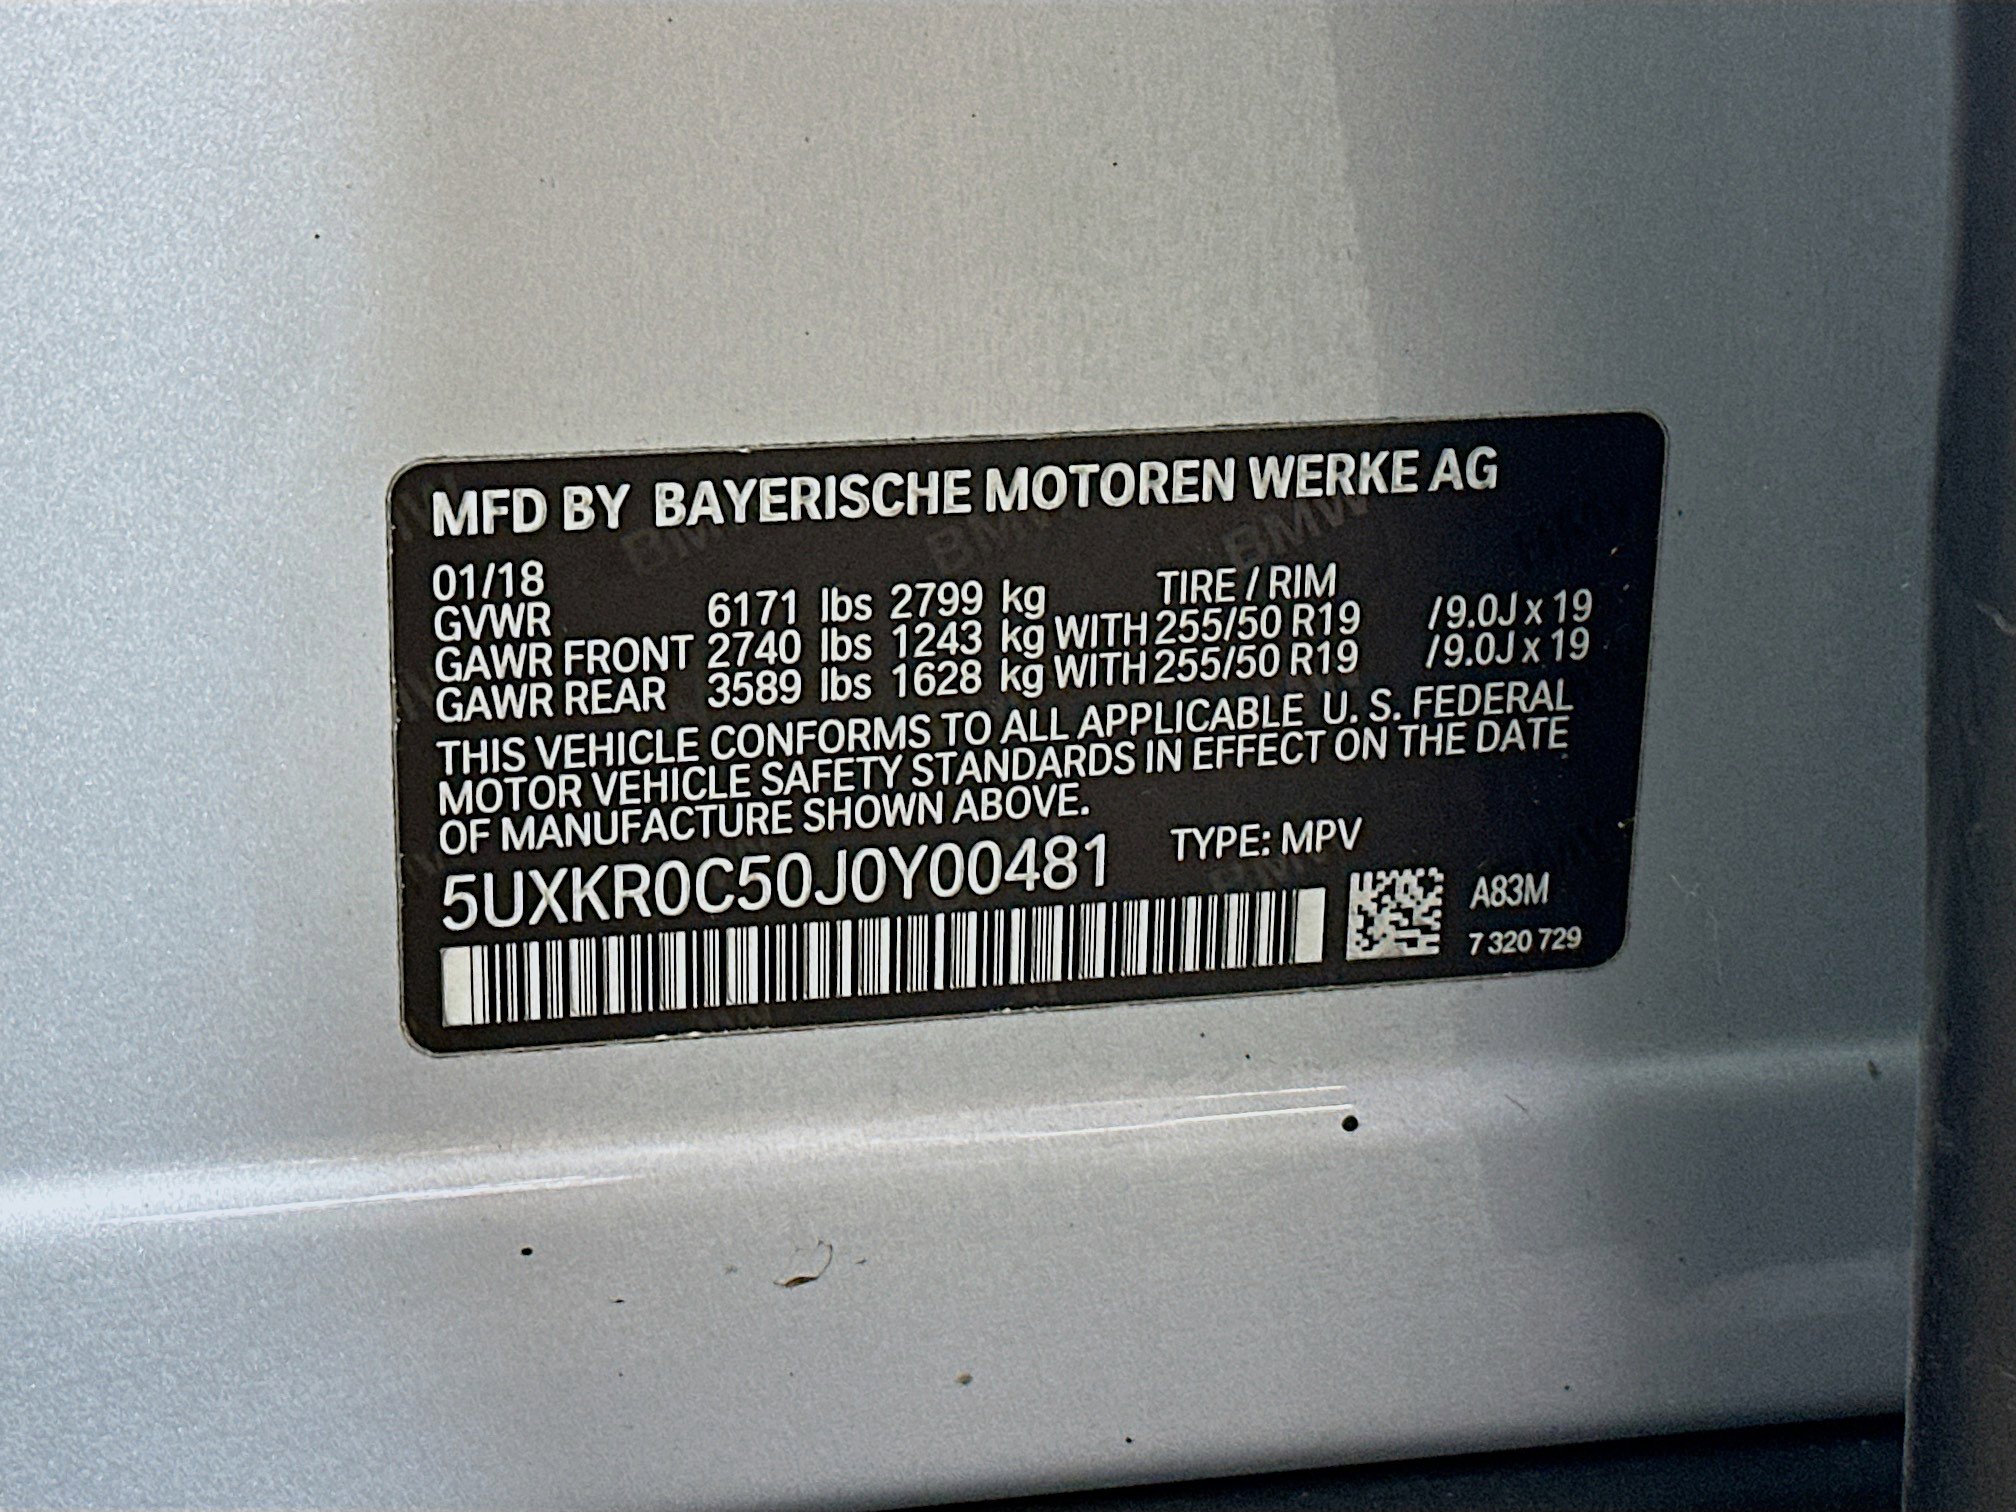 MFD BY BAYERISCHE MOTOREN WERKE AG
01/18 TIRE / RIM
GVWR 6171 lbs 2799 kg
GAWR FRONT 2740 lbs 1243 kg WITH 255/50 R19 /9.0J x 19
GAWR REAR 3589 lbs 1628 kg WITH 255/50 R19 /9.0J x 19
THIS VEHICLE CONFORMS TO ALL APPLICABLE U. S. FEDERAL
MOTOR VEHICLE SAFETY STANDARDS IN EFFECT ON THE DATE
OF MANUFACTURE SHOWN ABOVE.
5UXKR0C50J0Y00481 TYPE: MPV
A83M
7 320 729